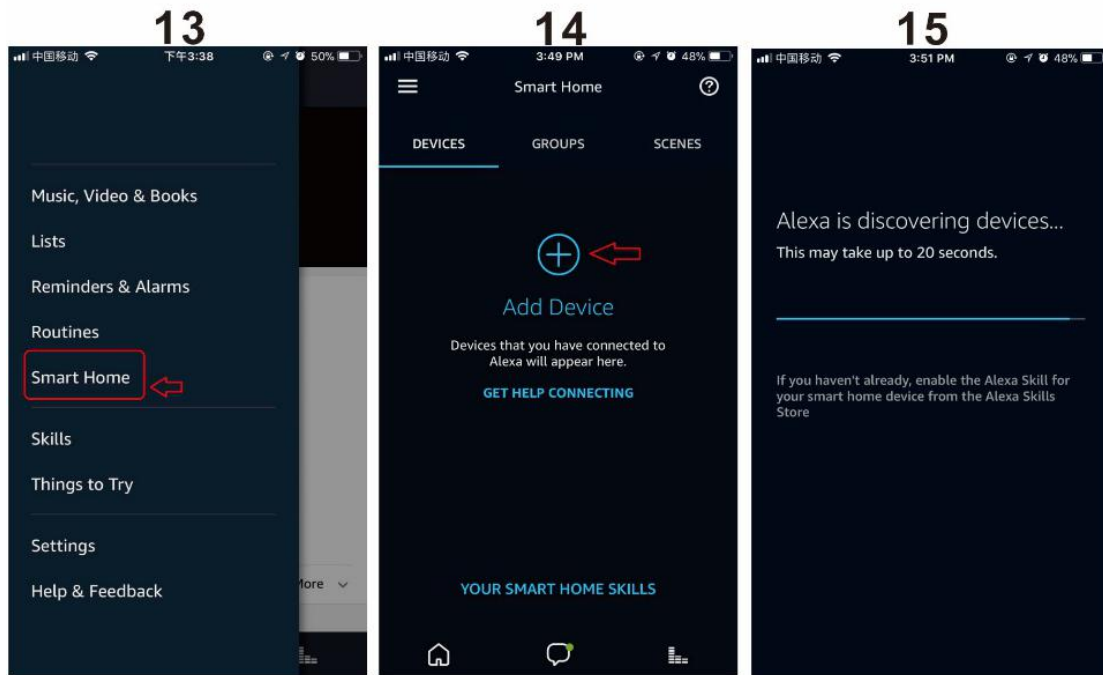 13
中国移动
下午3:38
50%
Music, Video & Books
Lists
Reminders & Alarms
Routines
Smart Home
Skills
Things to Try
Settings
Help & Feedback
More
14
中国移动
3:49 PM
48%
Smart Home
DEVICES
GROUPS
SCENES
Add Device
Devices that you have connected to
Alexa will appear here.
GET HELP CONNECTING
YOUR SMART HOME SKILLS
15
中国移动
3:51 PM
48%
Alexa is discovering devices...
This may take up to 20 seconds.
If you haven't already, enable the Alexa Skill for
your smart home device from the Alexa Skills
Store